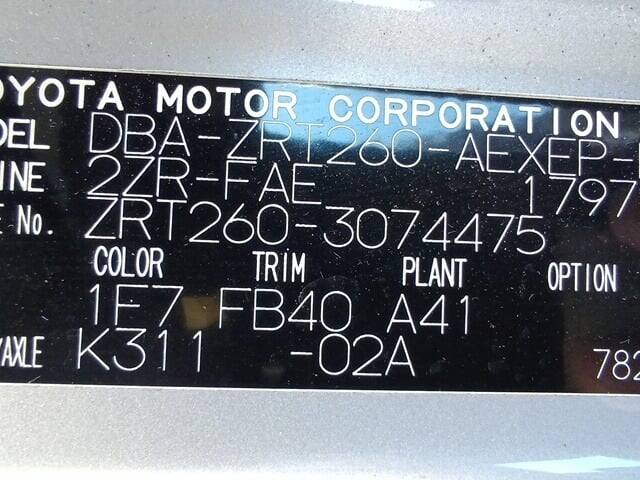 OYOTA MOTOR CORPORATION
DEL DBA-ZRT260-AEXEP-
INE 2ZR-FAE 1797
E No. ZRT260-3074475
COLOR TRIM PLANT OPTION
1F7 FB40 A41
YAXLE K311 -02A 782